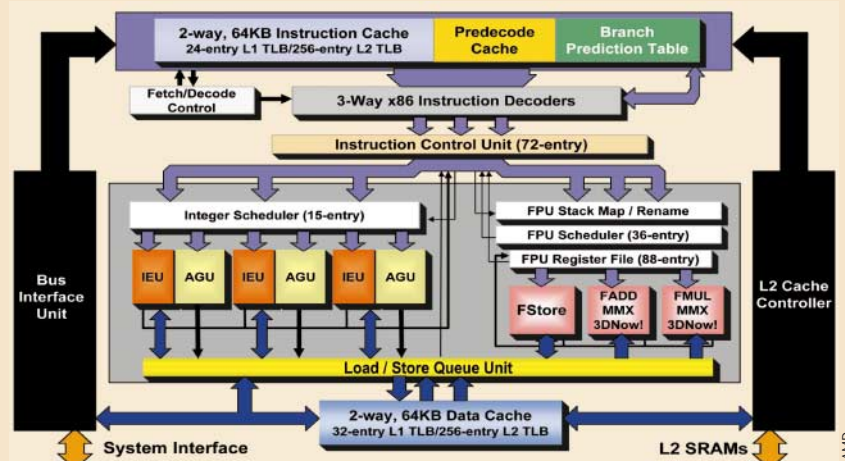 2-way, 64KB Instruction Cache
24-entry L1 TLB/256-entry L2 TLB
Predecode
Cache
Branch
Prediction Table
Fetch/Decode
Control
3-Way x86 Instruction Decoders
Instruction Control Unit (72-entry)
Bus
Interface
Unit
Integer Scheduler (15-entry)
FPU Stack Map / Rename
FPU Scheduler (36-entry)
FPU Register File (88-entry)
L2 Cache
Controller
IEU
AGU
IEU
AGU
IEU
AGU
FStore
FADD
MMX
3DNow!
FMUL
MMX
3DNow!
Load / Store Queue Unit
2-way, 64KB Data Cache
32-entry L1 TLB/256-entry L2 TLB
System Interface
L2 SRAMs
AMD